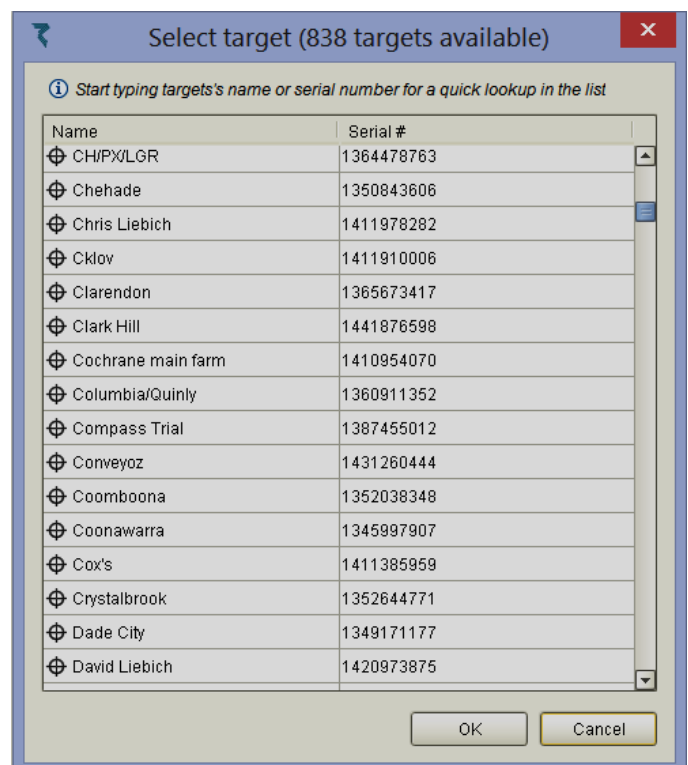 Select target (838 targets available)
Start typing targets's name or serial number for a quick lookup in the list
Name Serial #
CH/PX/LGR 1364478763
Chehade 1350843606
Chris Liebich 1411978282
Cklov 1411910006
Clarendon 1365673417
Clark Hill 1441876598
Cochrane main farm 1410954070
Columbia/Quinly 1360911352
Compass Trial 1387455012
Conveyoz 1431260444
Coomboona 1352038348
Coonawarra 1345997907
Cox's 1411385959
Crystalbrook 1352644771
Dade City 1349171177
David Liebich 1420973875
OK Cancel